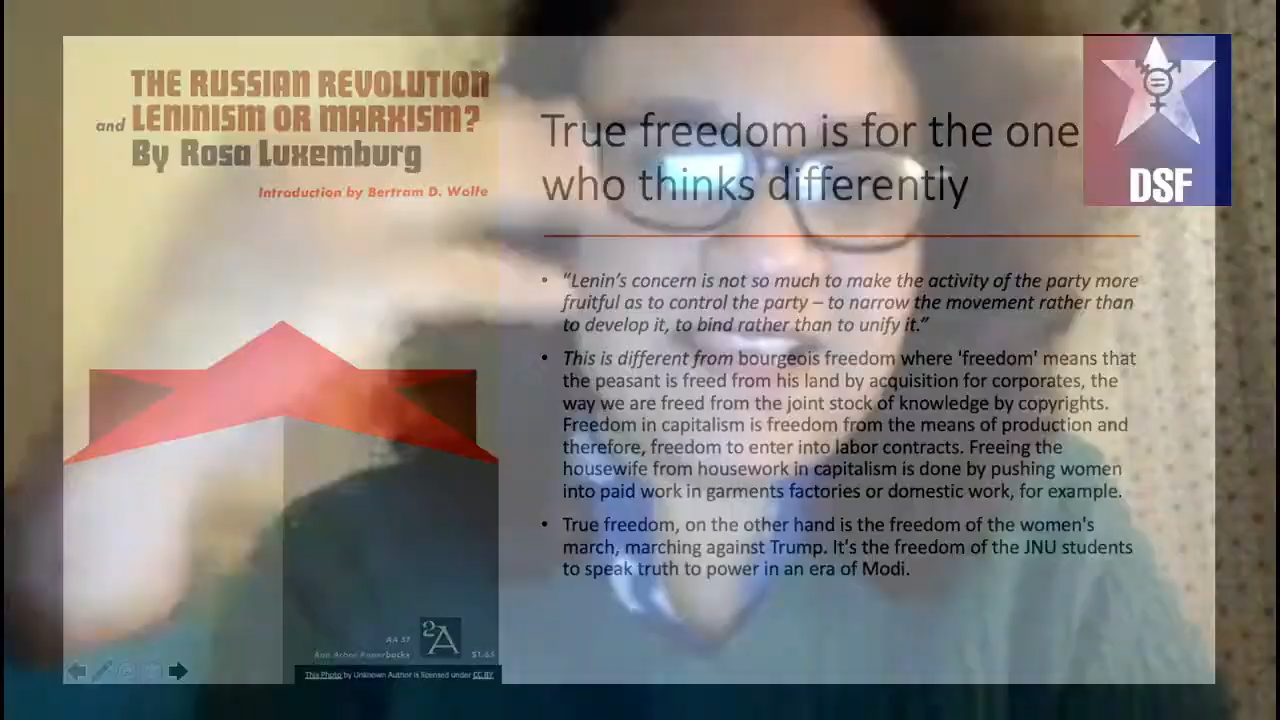 THE RUSSIAN REVOLUTION
and LENINISM OR MARXISM?
By Rosa Luxemburg
Introduction by Bertram D. Wolfe
AA 57
Ann Arbor Paperbacks
$1.65
2A
This Photo by Unknown Author is licensed under CC BY
True freedom is for the one
who thinks differently
DSF
• “Lenin’s concern is not so much to make the activity of the party more
fruitful as to control the party – to narrow the movement rather than
to develop it, to bind rather than to unify it.”
• This is different from bourgeois freedom where 'freedom' means that
the peasant is freed from his land by acquisition for corporates, the
way we are freed from the joint stock of knowledge by copyrights.
Freedom in capitalism is freedom from the means of production and
therefore, freedom to enter into labor contracts. Freeing the
housewife from housework in capitalism is done by pushing women
into paid work in garments factories or domestic work, for example.
• True freedom, on the other hand is the freedom of the women's
march, marching against Trump. It's the freedom of the JNU students
to speak truth to power in an era of Modi.